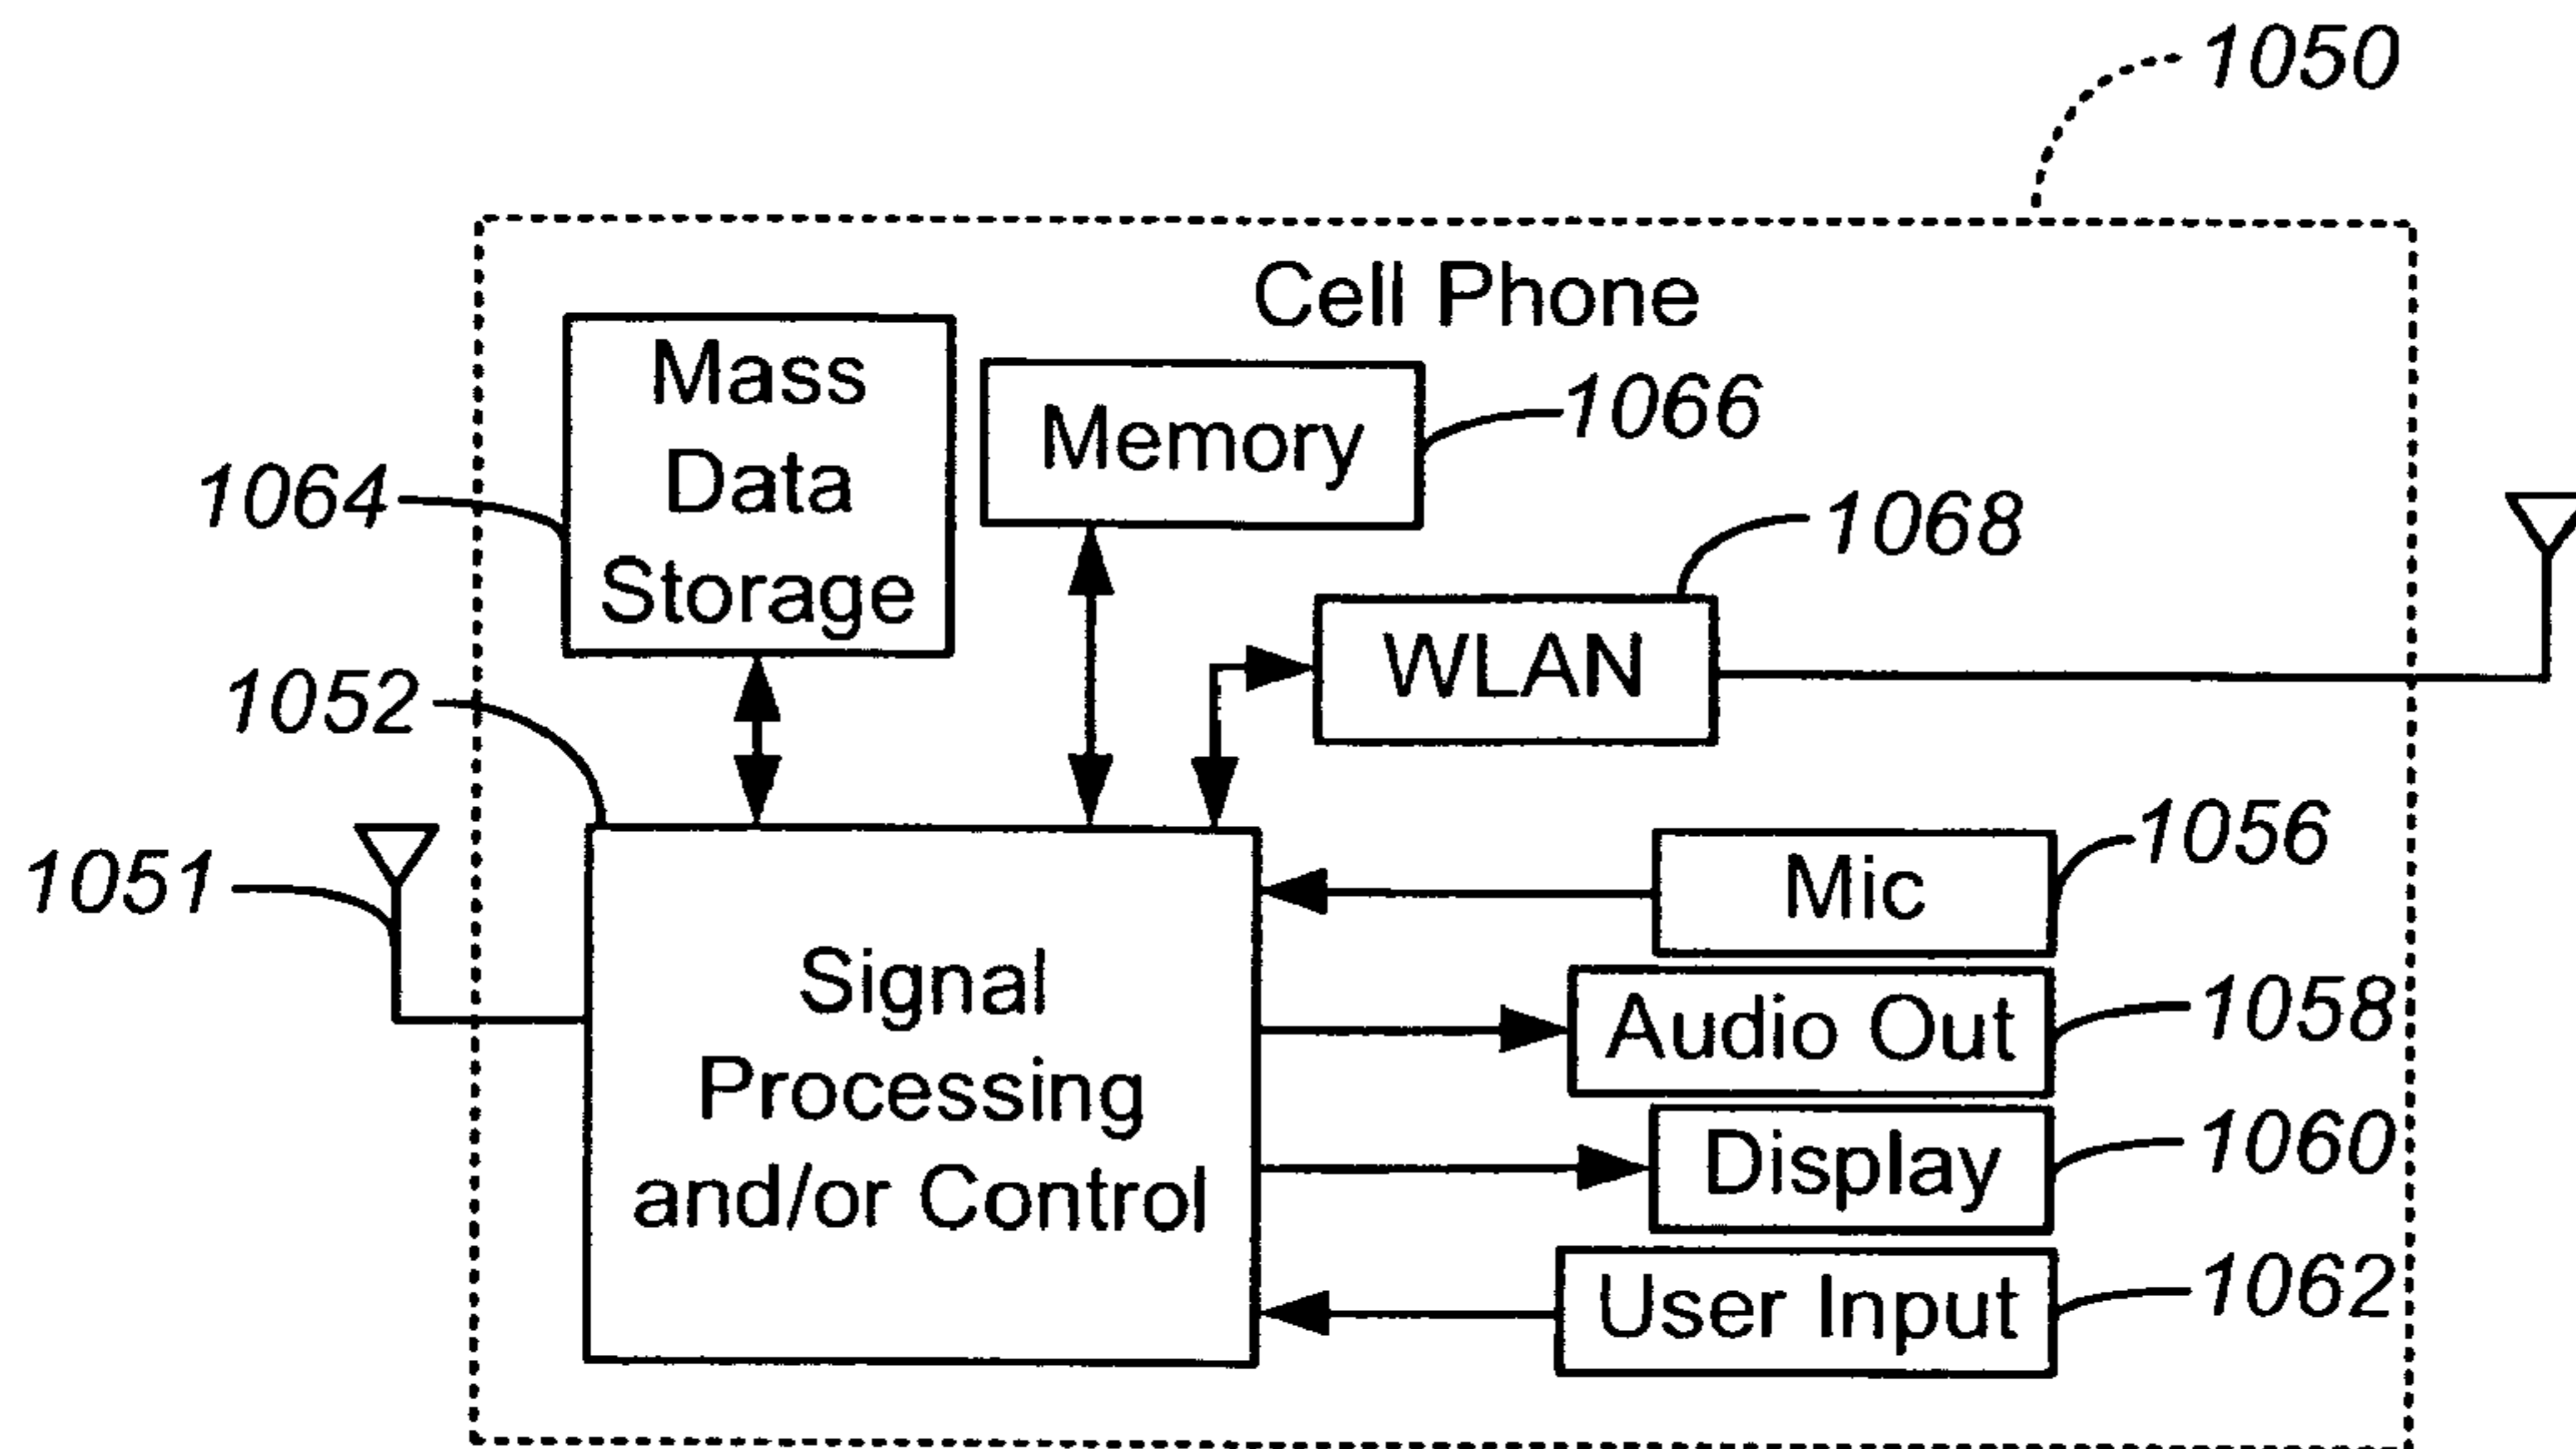 1050
Cell Phone
Mass
Data
Storage
1064
Memory
1066
WLAN
1068
1052
1051
Signal
Processing
and/or Control
Mic
1056
Audio Out
1058
Display
1060
User Input
1062